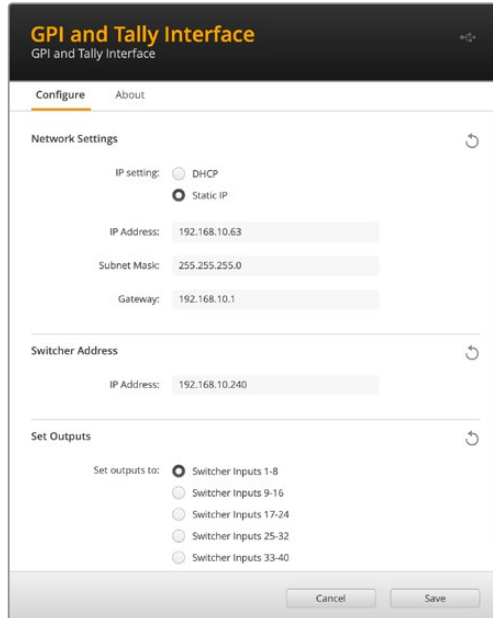 GPI and Tally Interface
GPI and Tally Interface
Configure About
Network Settings
IP setting: DHCP
Static IP
IP Address: 192.168.10.63
Subnet Mask: 255.255.255.0
Gateway: 192.168.10.1
Switcher Address
IP Address: 192.168.10.240
Set Outputs
Set outputs to: Switcher Inputs 1-8
Switcher Inputs 9-16
Switcher Inputs 17-24
Switcher Inputs 25-32
Switcher Inputs 33-40
Cancel Save